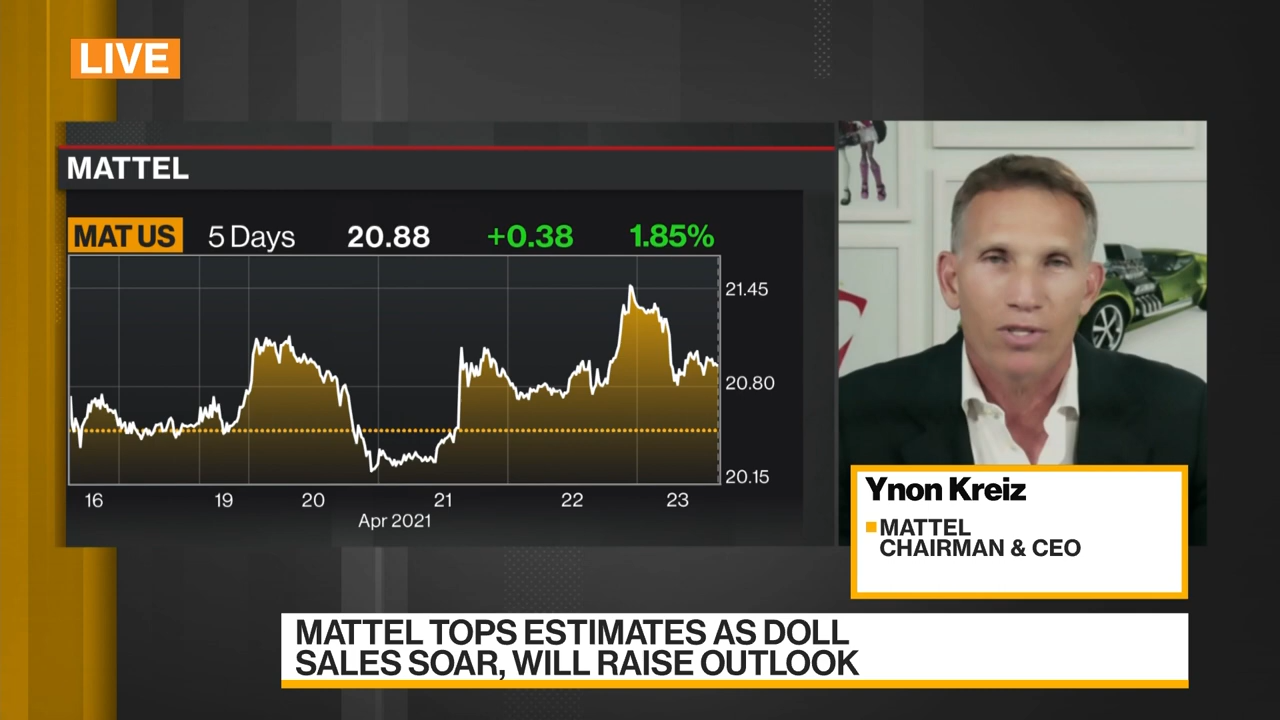 LIVE
MATTEL
MAT US 5 Days 20.88 +0.38 1.85%
21.45
20.80
20.15
16 19 20 21 22 23
Apr 2021
Ynon Kreiz
MATTEL
CHAIRMAN & CEO
MATTEL TOPS ESTIMATES AS DOLL
SALES SOAR, WILL RAISE OUTLOOK